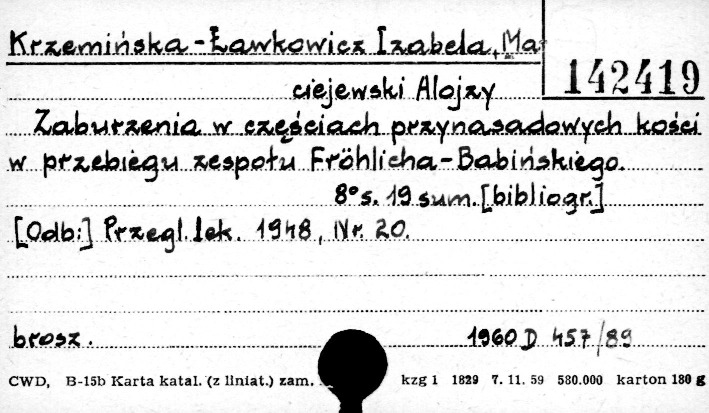 Krzemińska-Ławkowicz Izabela, Ma-
142419
ciejewski Alojzy
Zaburzenia w częściach przynasadowych kości
w przebiegu zespołu Fröhlicha-Babińskiego.
8° s. 19 sum. [bibliogr.]
[Odb:] Przegl. lek. 1948, Nr. 20.
brosz. 1960 D 457/89
CWD, B-15b Karta katal. (z liniat.) zam. kzg 1 1829 7. 11. 59 580.000 karton 180 g